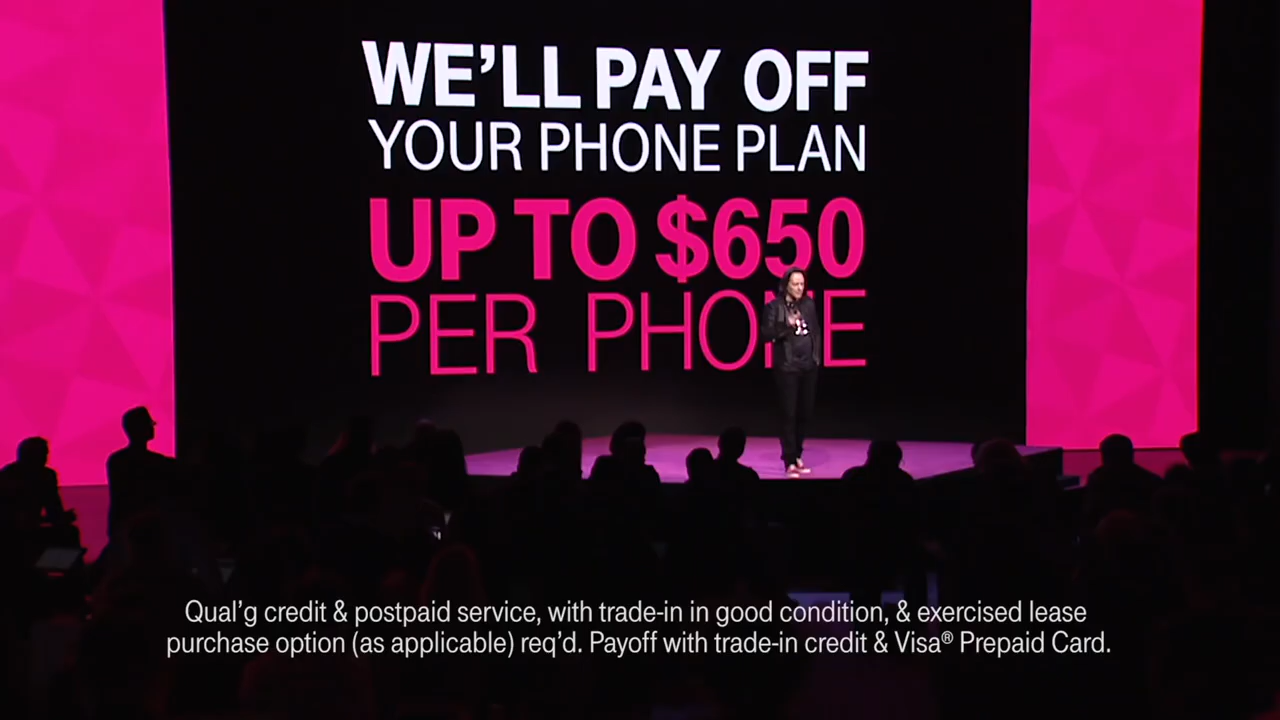 WE'LL PAY OFF
YOUR PHONE PLAN
UP TO $650
PER PHONE
Qual'g credit & postpaid service, with trade-in in good condition, & exercised lease
purchase option (as applicable) req'd. Payoff with trade-in credit & Visa® Prepaid Card.